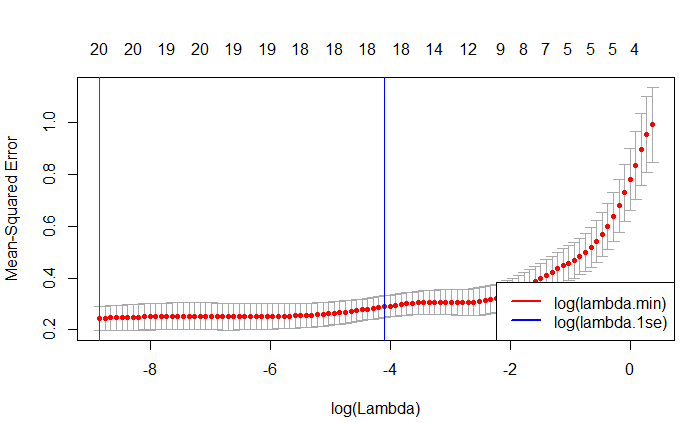 20 20 19 20 19 19 18 18 18 18 14 12 9 8 7 5 5 5 4
Mean-Squared Error
1.0
0.8
0.6
0.4
0.2
log(lambda.min)
log(lambda.1se)
-8 -6 -4 -2 0
log(Lambda)